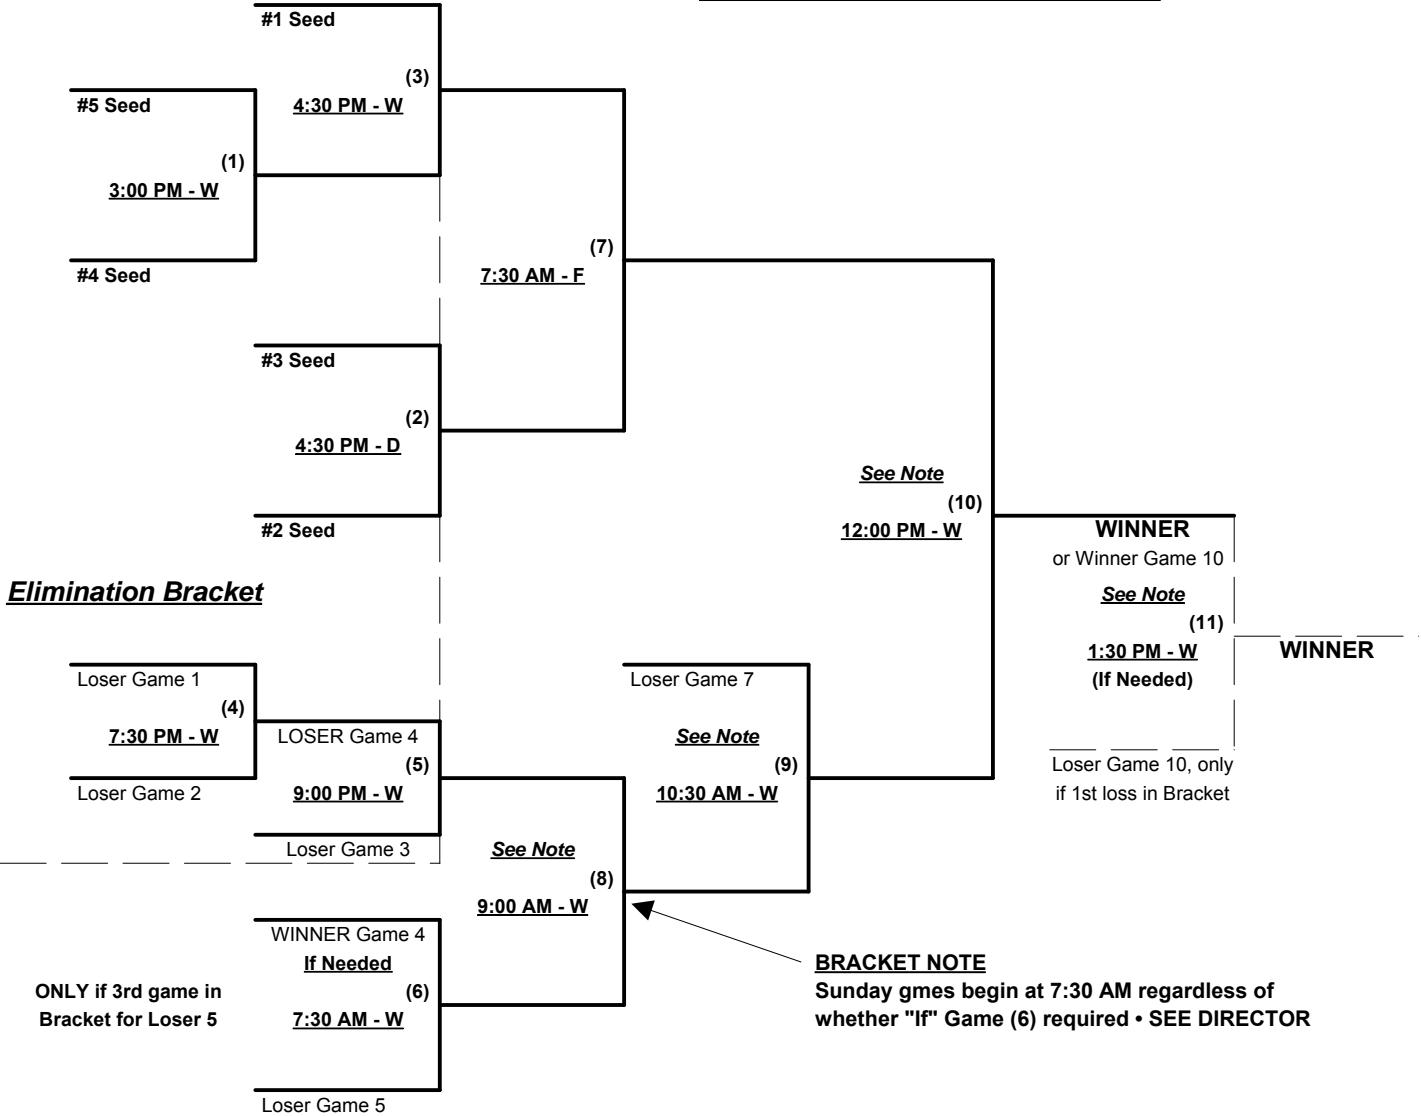 #1 Seed
(3)
4:30 PM - W
#5 Seed
(1)
3:00 PM - W
#4 Seed
(7)
7:30 AM - F
#3 Seed
(2)
4:30 PM - D
#2 Seed
See Note
(10)
12:00 PM - W
WINNER
or Winner Game 10
See Note
(11)
1:30 PM - W
(If Needed)
WINNER
Loser Game 10, only
if 1st loss in Bracket
Elimination Bracket
Loser Game 1
(4)
7:30 PM - W
Loser Game 2
LOSER Game 4
(5)
9:00 PM - W
Loser Game 3
Loser Game 7
See Note
(9)
10:30 AM - W
See Note
(8)
9:00 AM - W
WINNER Game 4
If Needed
(6)
7:30 AM - W
Loser Game 5
ONLY if 3rd game in
Bracket for Loser 5
BRACKET NOTE
Sunday gmes begin at 7:30 AM regardless of
whether "If" Game (6) required • SEE DIRECTOR